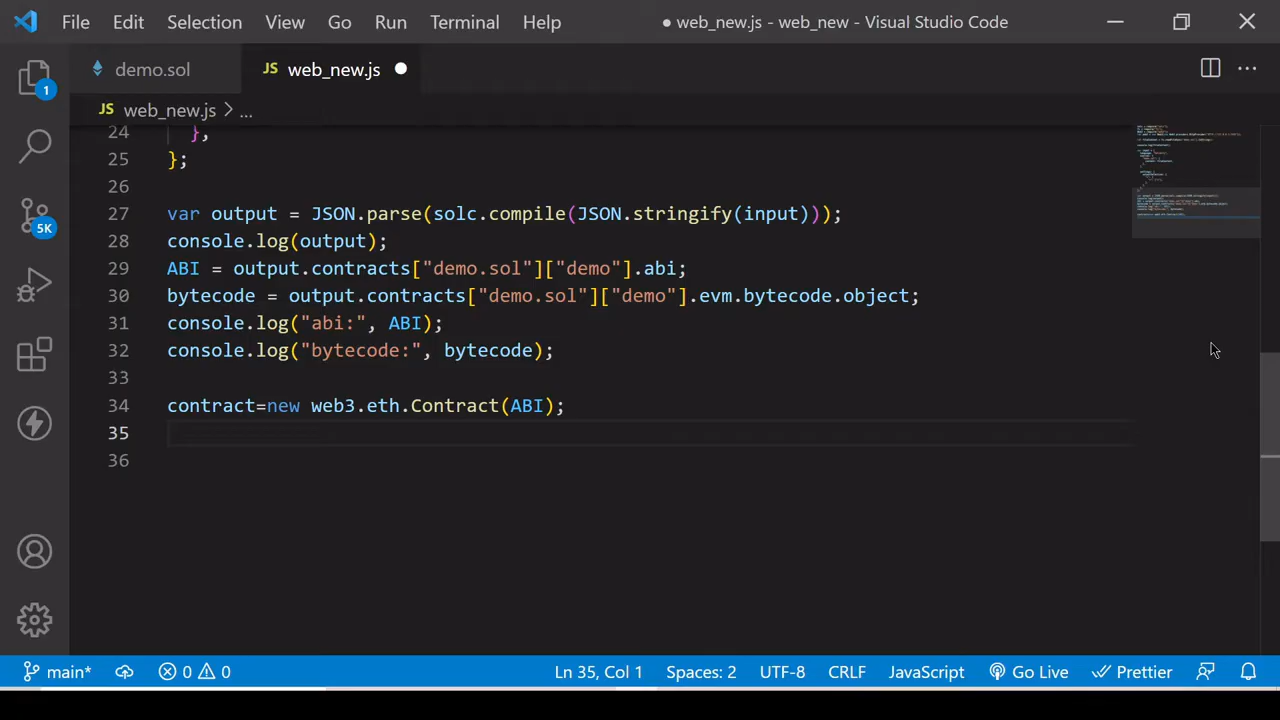 File Edit Selection View Go Run Terminal Help ● web_new.js - web_new - Visual Studio Code
demo.sol JS web_new.js ●
JS web_new.js > ...
24 },
25 };
26
27 var output = JSON.parse(solc.compile(JSON.stringify(input)));
28 console.log(output);
29 ABI = output.contracts["demo.sol"]["demo"].abi;
30 bytecode = output.contracts["demo.sol"]["demo"].evm.bytecode.object;
31 console.log("abi:", ABI);
32 console.log("bytecode:", bytecode);
33
34 contract=new web3.eth.Contract(ABI);
35
36
1
5K
main* 0 0 Ln 35, Col 1 Spaces: 2 UTF-8 CRLF JavaScript Go Live Prettier